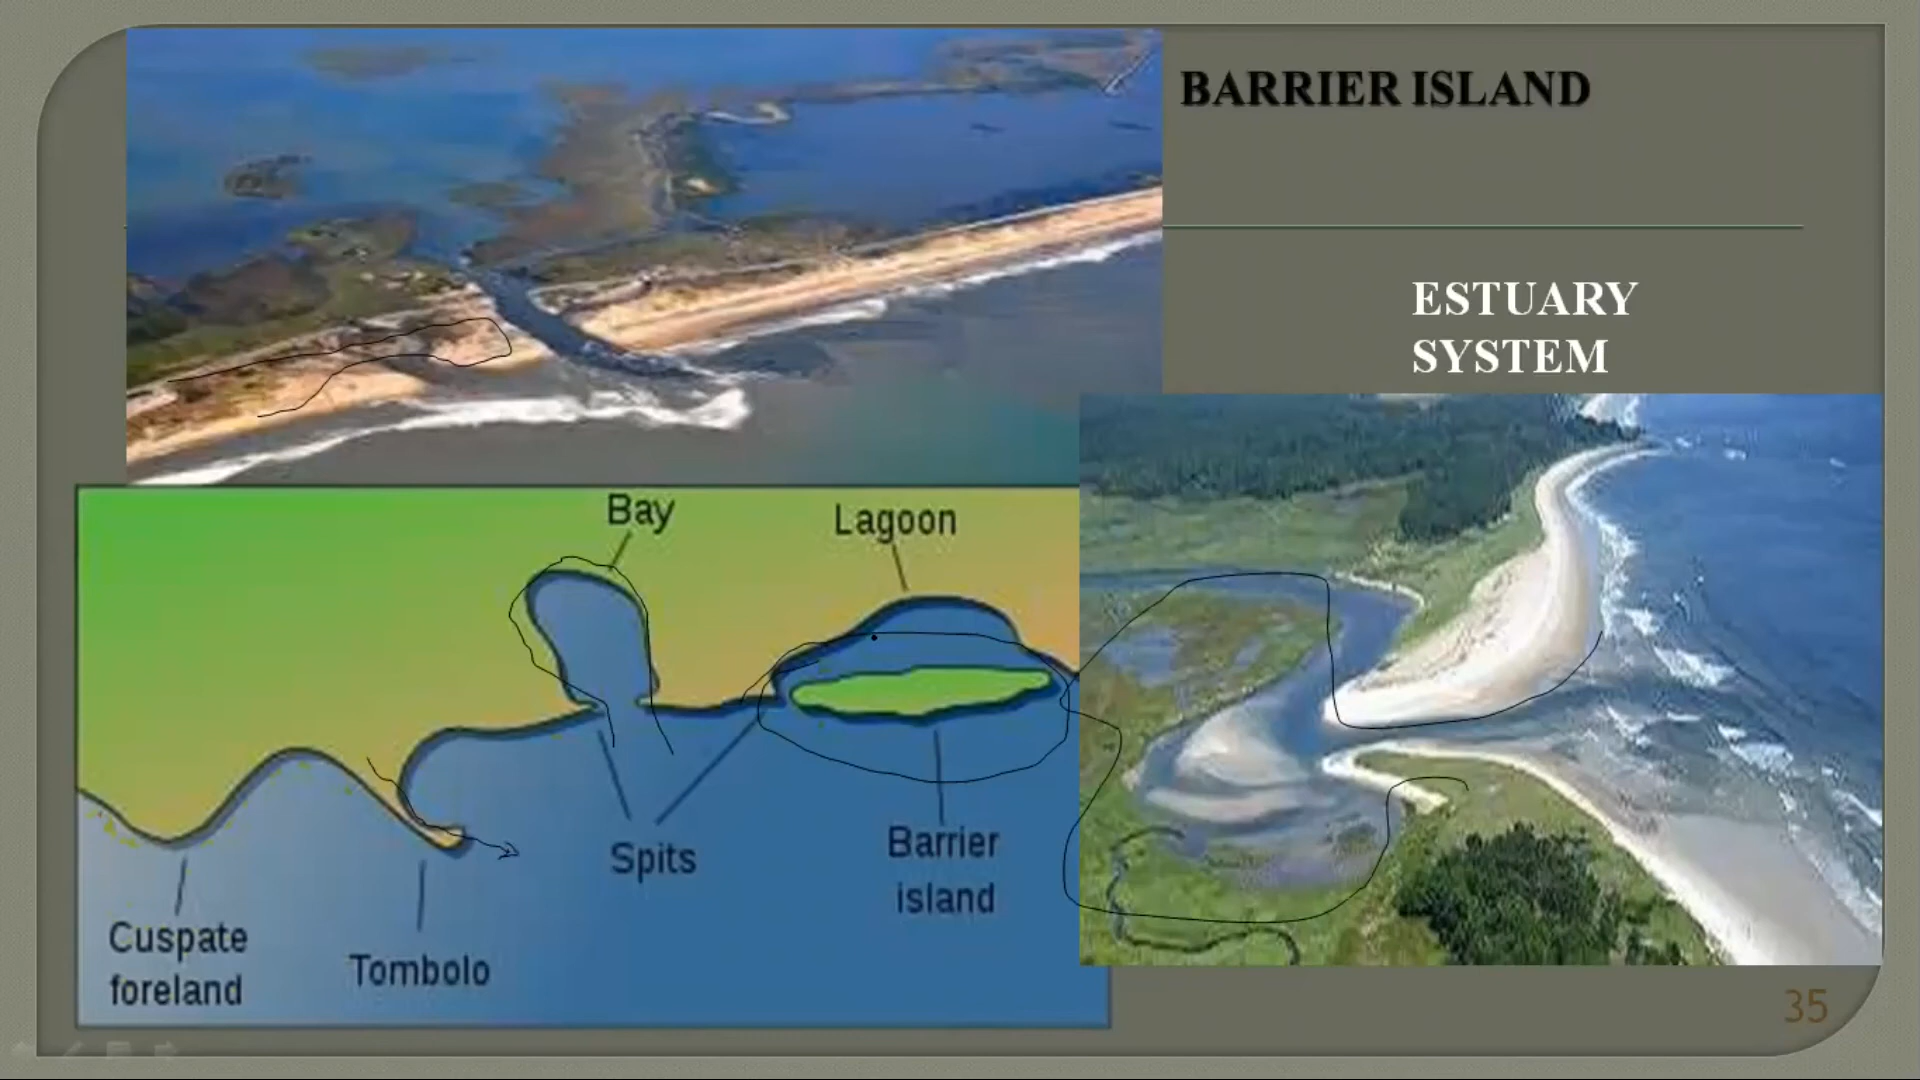 BARRIER ISLAND
ESTUARY
SYSTEM
Bay
Lagoon
Spits
Barrier
island
Cuspate
foreland
Tombolo
35